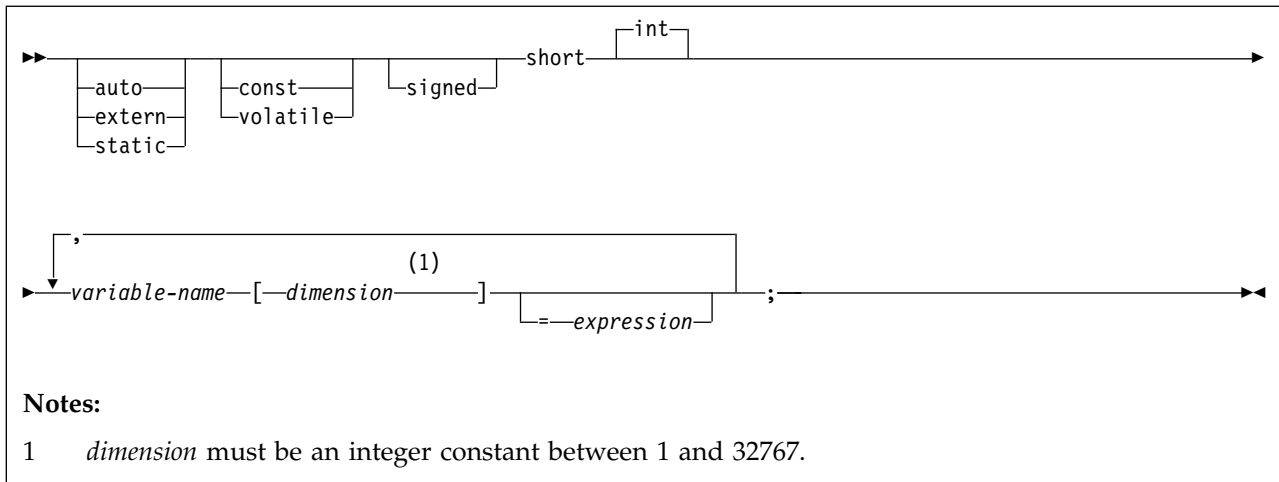 int
short
auto const signed
extern volatile
static
,
(1)
variable-name [ dimension ] ;
= expression
Notes:
1 dimension must be an integer constant between 1 and 32767.